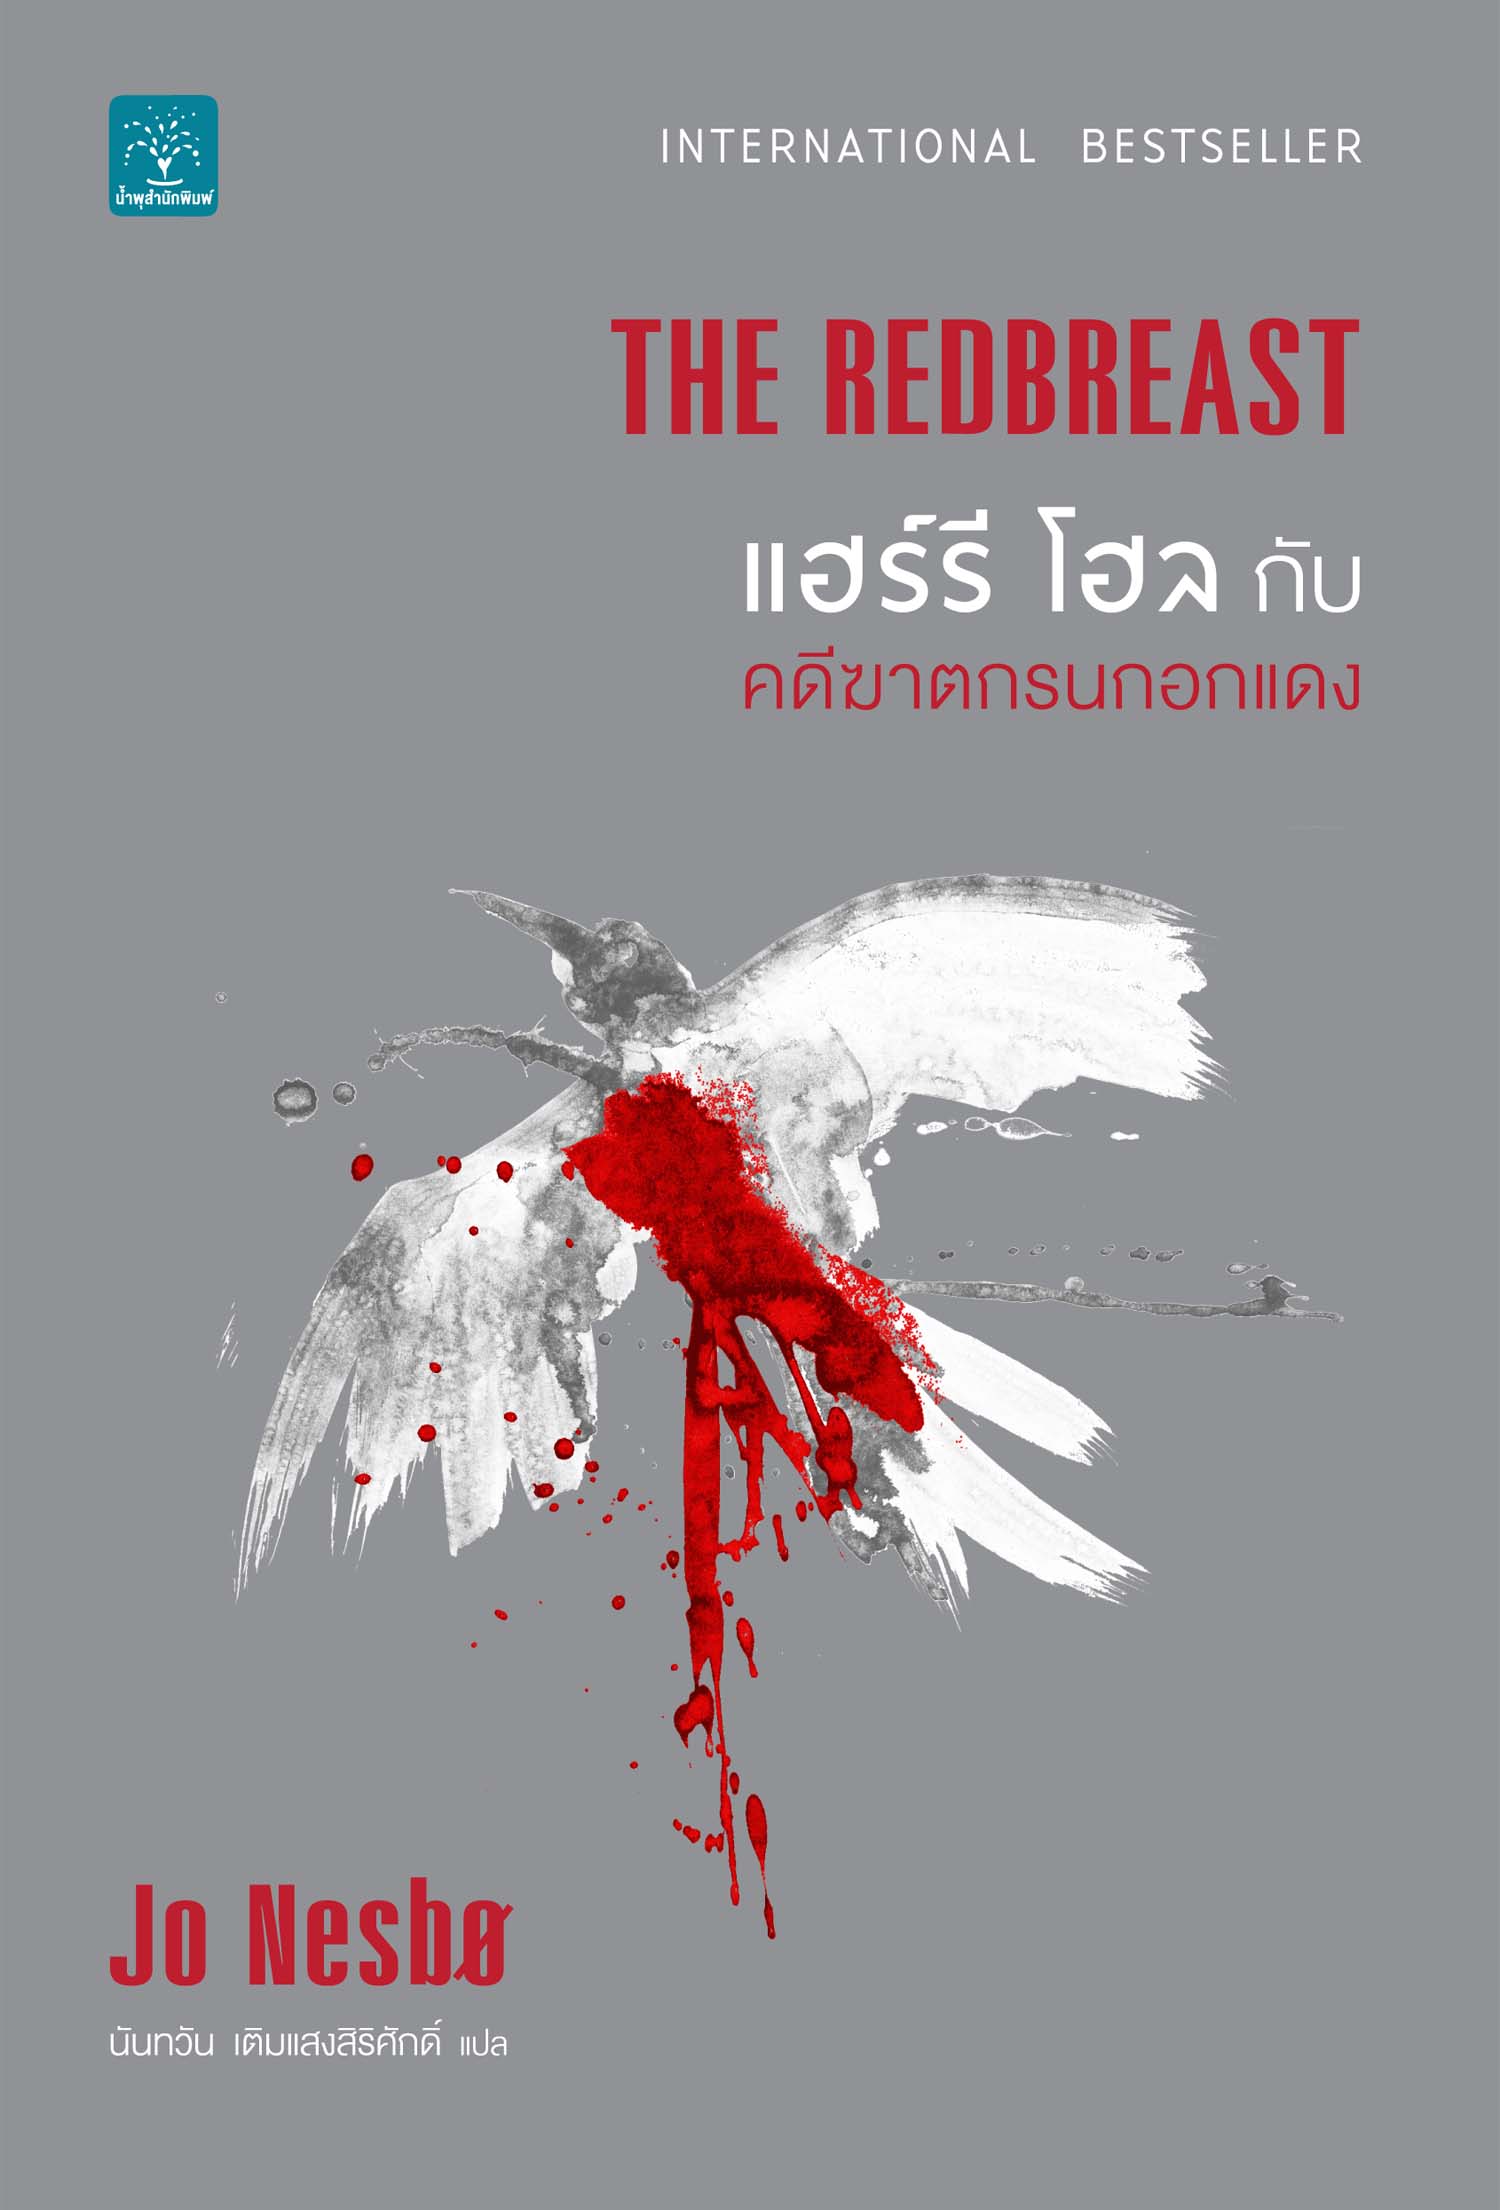 น้ำพุสำนักพิมพ์
INTERNATIONAL BESTSELLER
THE REDBREAST
แฮร์รี โฮล กับ
คดีฆาตกรนกอกแดง
Jo Nesbø
นันทวัน เติมแสงสิริศักดิ์ แปล